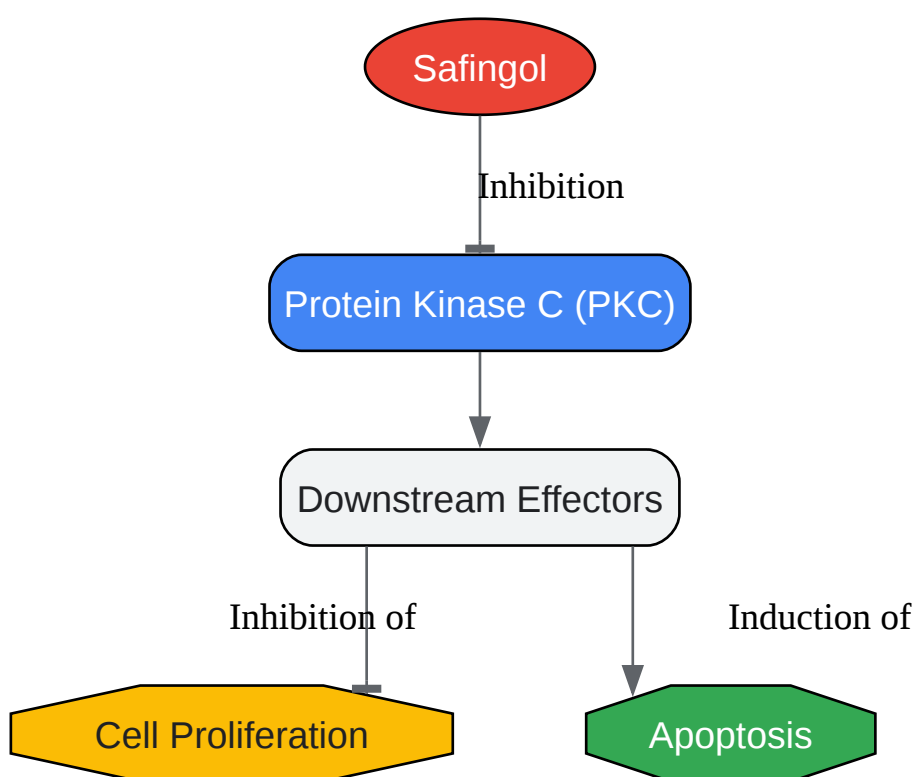 Safingol
Inhibition
Protein Kinase C (PKC)
Downstream Effectors
Inhibition of
Induction of
Cell Proliferation
Apoptosis